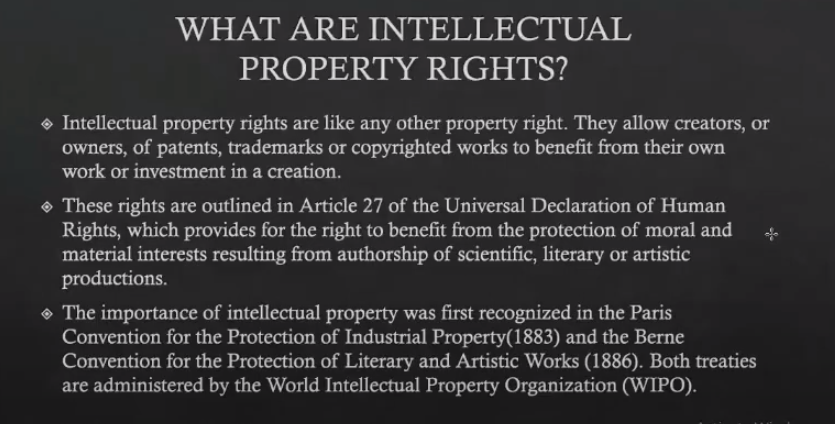 WHAT ARE INTELLECTUAL
PROPERTY RIGHTS?
Intellectual property rights are like any other property right. They allow creators, or
owners, of patents, trademarks or copyrighted works to benefit from their own
work or investment in a creation.
These rights are outlined in Article 27 of the Universal Declaration of Human
Rights, which provides for the right to benefit from the protection of moral and
material interests resulting from authorship of scientific, literary or artistic
productions.
The importance of intellectual property was first recognized in the Paris
Convention for the Protection of Industrial Property(1883) and the Berne
Convention for the Protection of Literary and Artistic Works (1886). Both treaties
are administered by the World Intellectual Property Organization (WIPO).